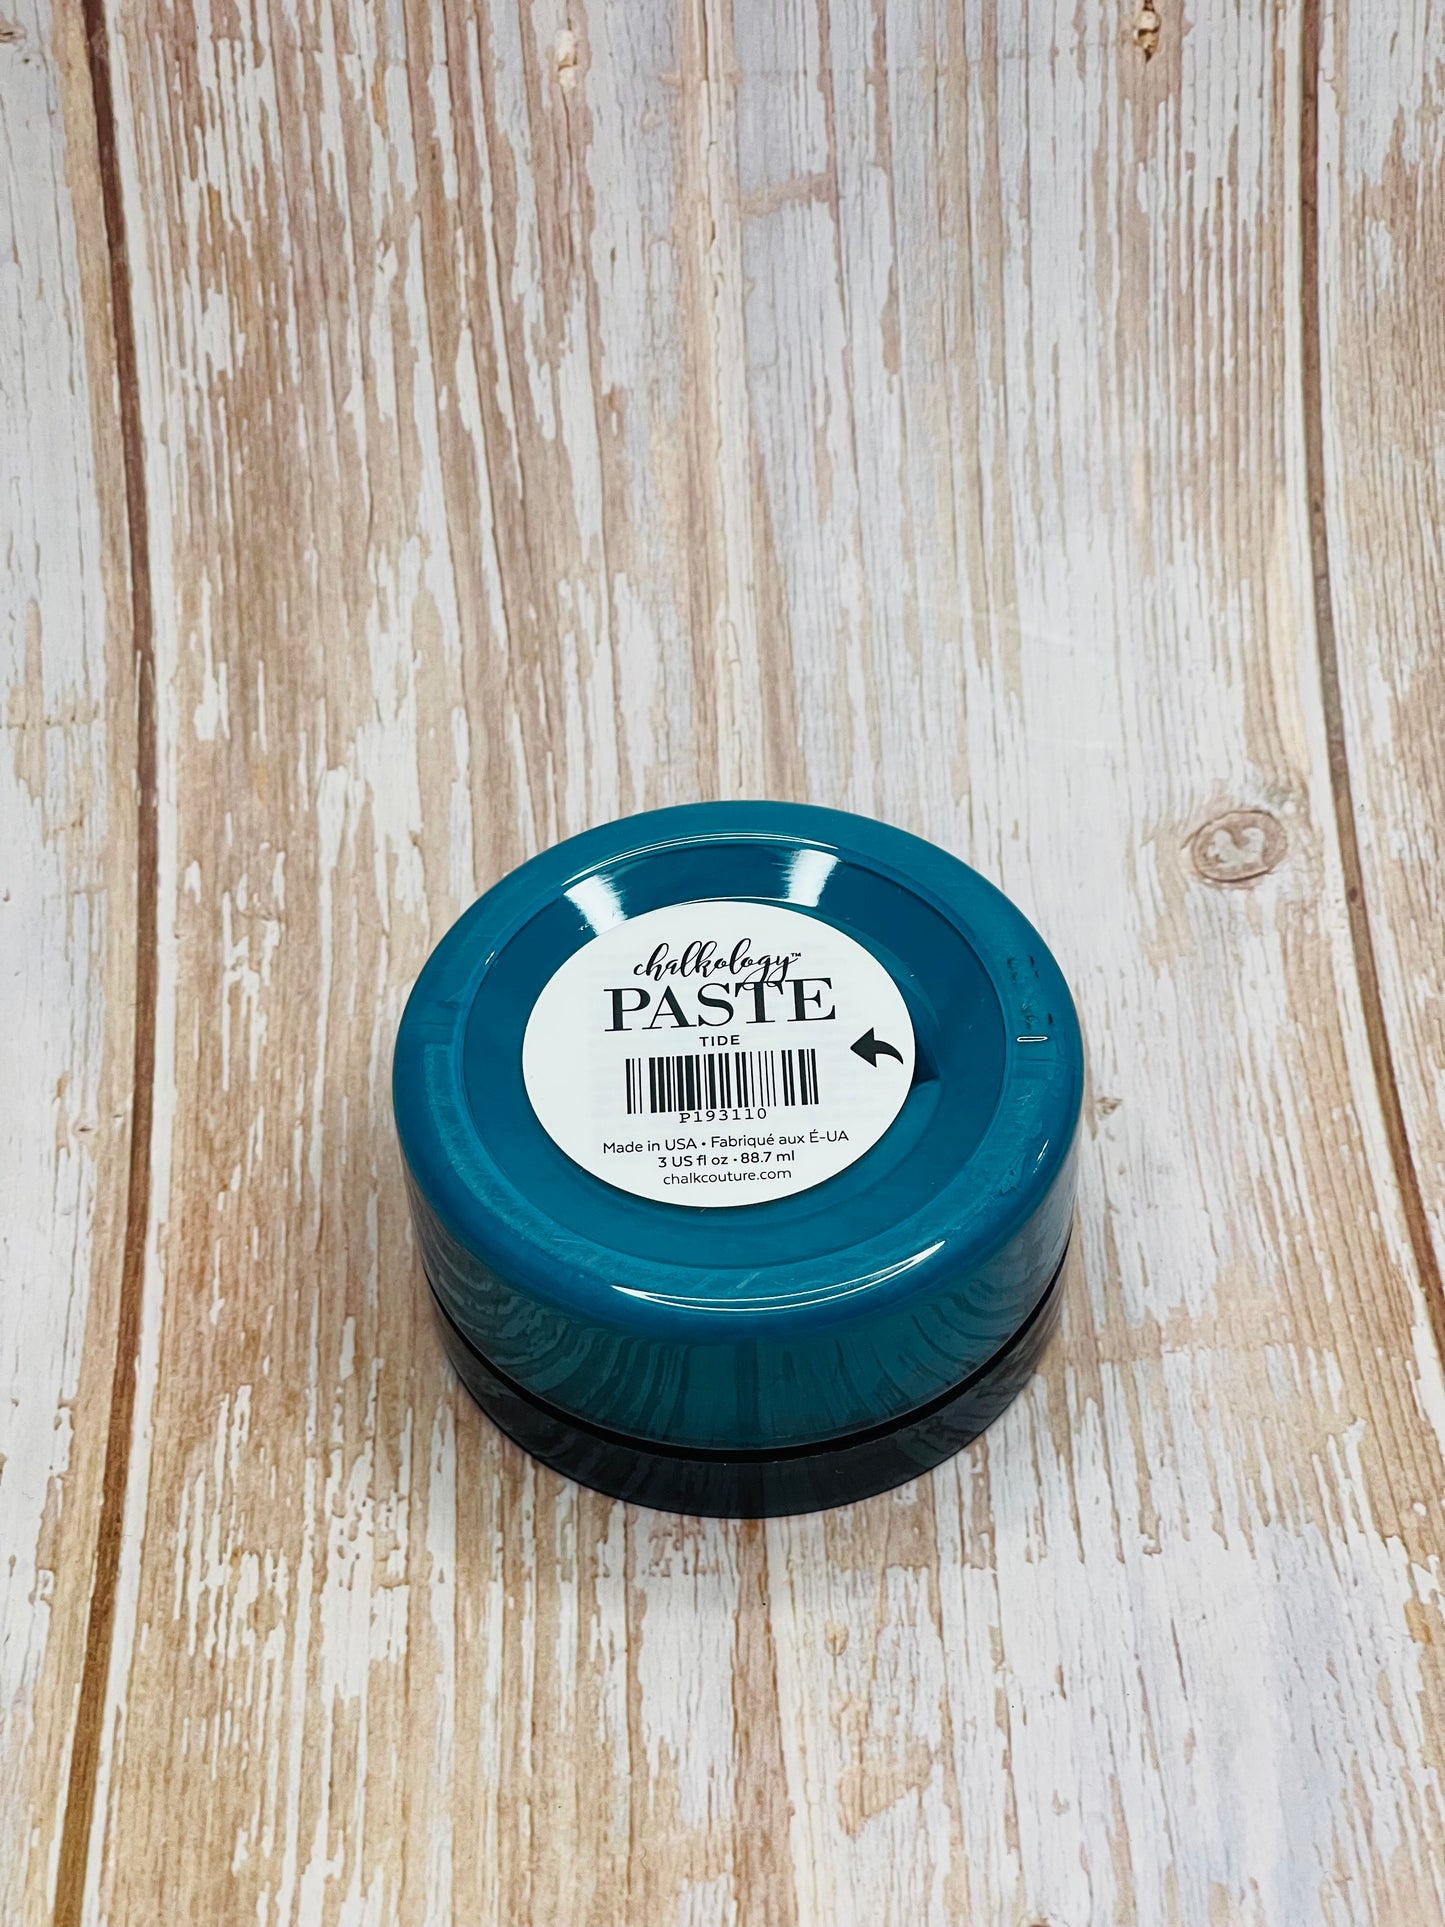 chalkology™
PASTE
TIDE
P193110
Made in USA • Fabriqué aux É-UA
3 US fl oz • 88.7 ml
chalkcouture.com